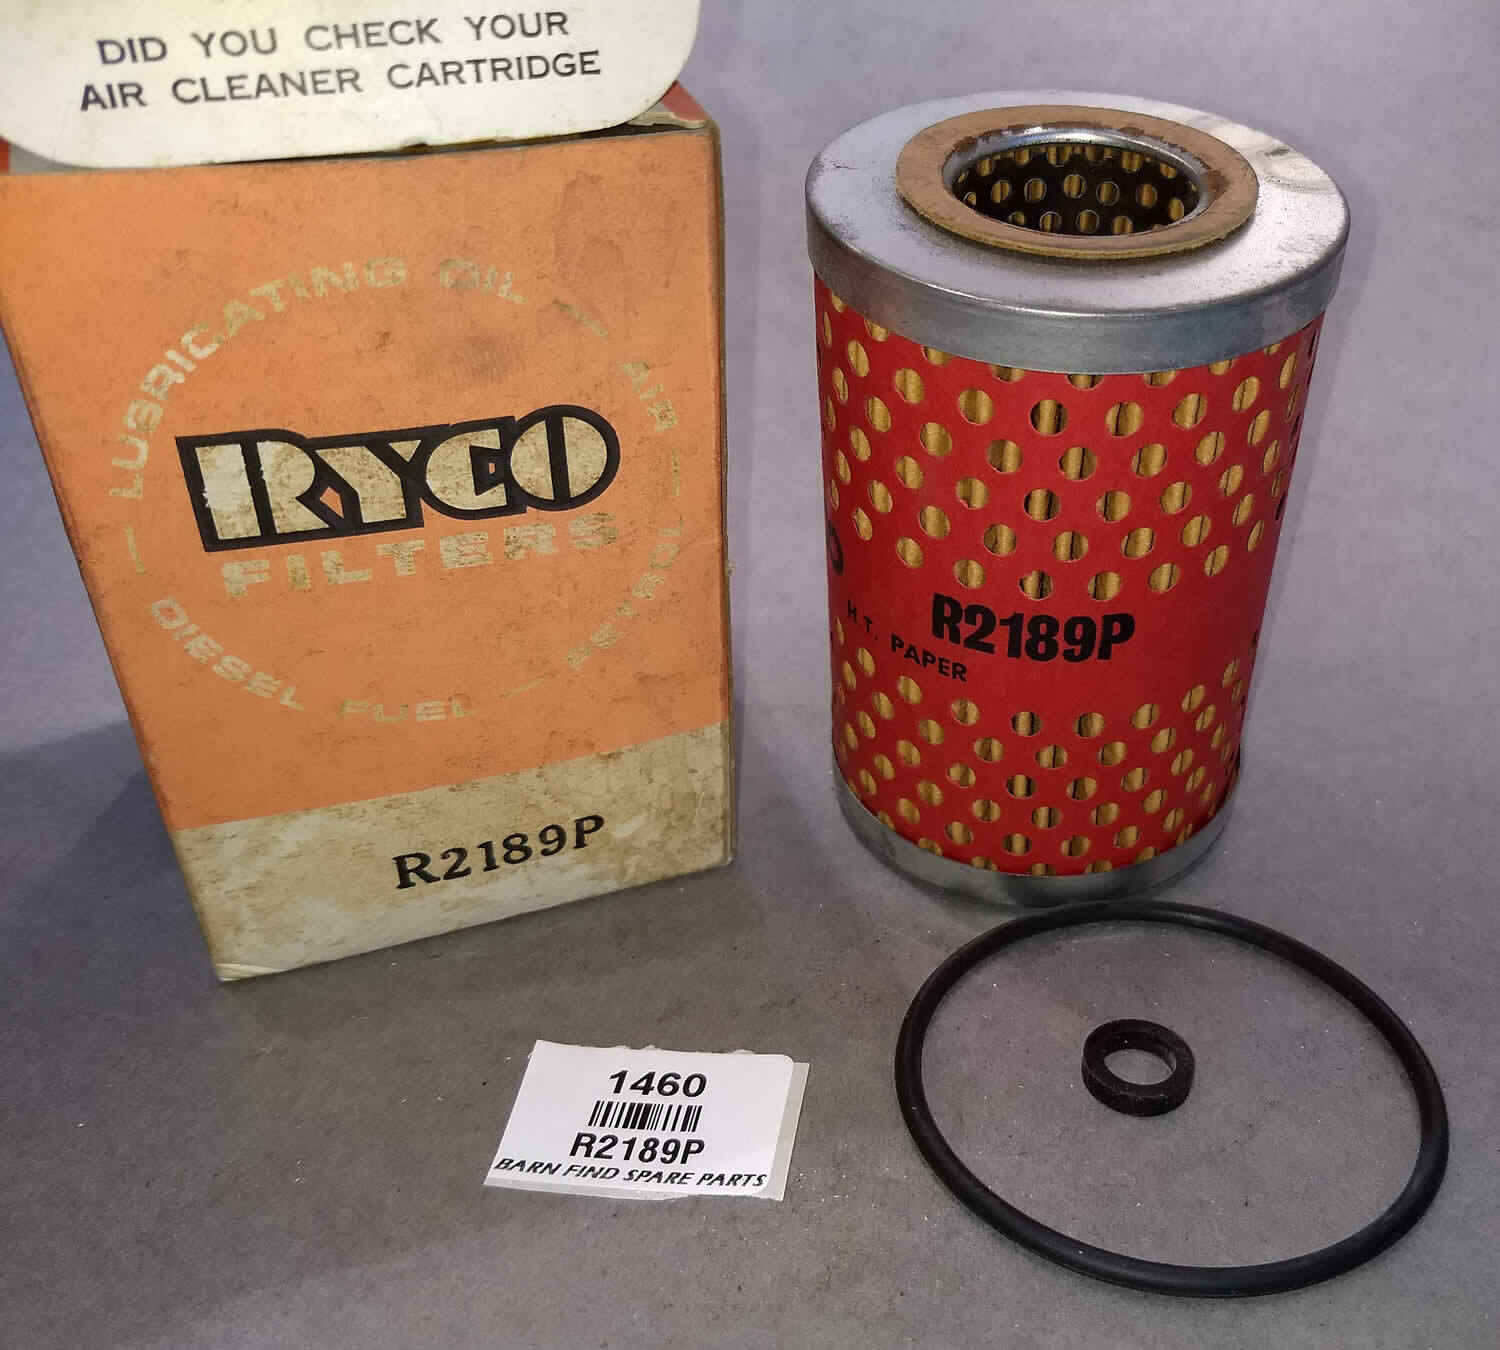 DID YOU CHECK YOUR
AIR CLEANER CARTRIDGE
LUBRICATING OIL — AIR — PETROL — DIESEL FUEL —
RYCO
FILTERS
R2189P
H.T. PAPER
R2189P
1460
R2189P
BARN FIND SPARE PARTS